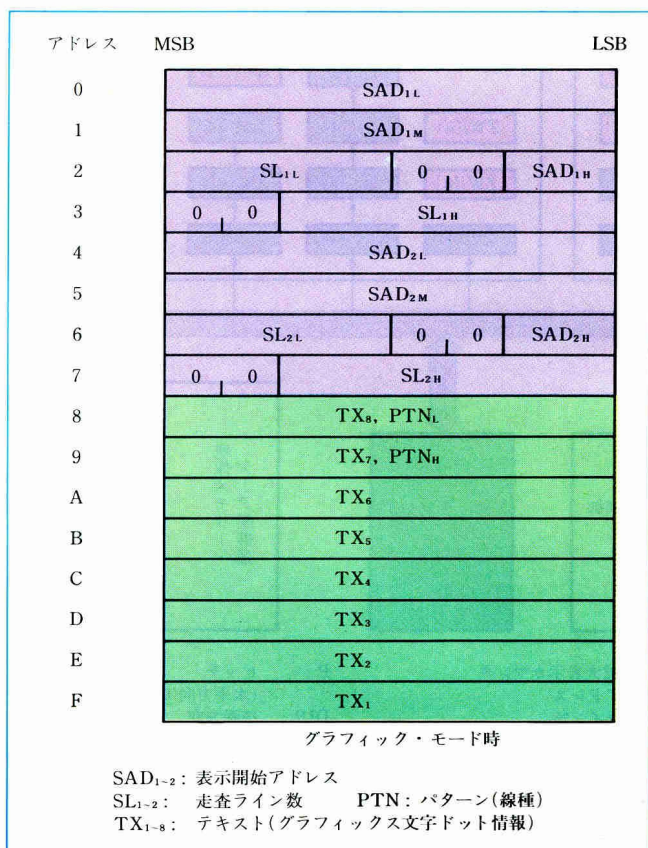 アドレス MSB LSB
0 SAD1L
1 SAD1M
2 SL1L 0 0 SAD1H
3 0 0 SL1H
4 SAD2L
5 SAD2M
6 SL2L 0 0 SAD2H
7 0 0 SL2H
8 TX8, PTNL
9 TX7, PTNH
A TX6
B TX5
C TX4
D TX3
E TX2
F TX1
グラフィック・モード時
SAD1~2: 表示開始アドレス
SL1~2: 走査ライン数 PTN: パターン(線種)
TX1~8: テキスト(グラフィックス文字ドット情報)